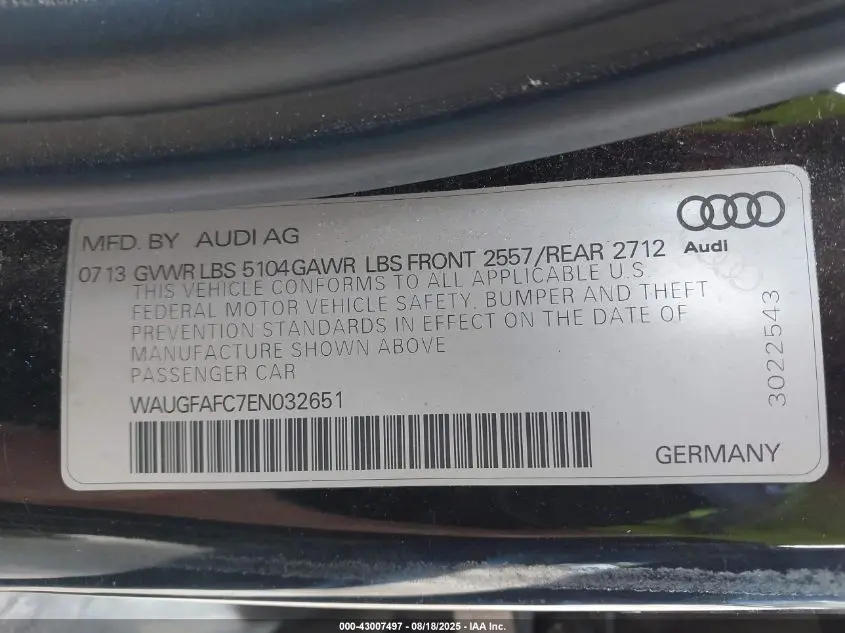 MFD. BY AUDI AG
Audi
0713 GVWR LBS 5104 GAWR LBS FRONT 2557/REAR 2712
THIS VEHICLE CONFORMS TO ALL APPLICABLE U.S.
FEDERAL MOTOR VEHICLE SAFETY, BUMPER AND THEFT
PREVENTION STANDARDS IN EFFECT ON THE DATE OF
MANUFACTURE SHOWN ABOVE
PASSENGER CAR
WAUGFAFC7EN032651
3022543
GERMANY
000-43007497 - 08/18/2025 - IAA Inc.